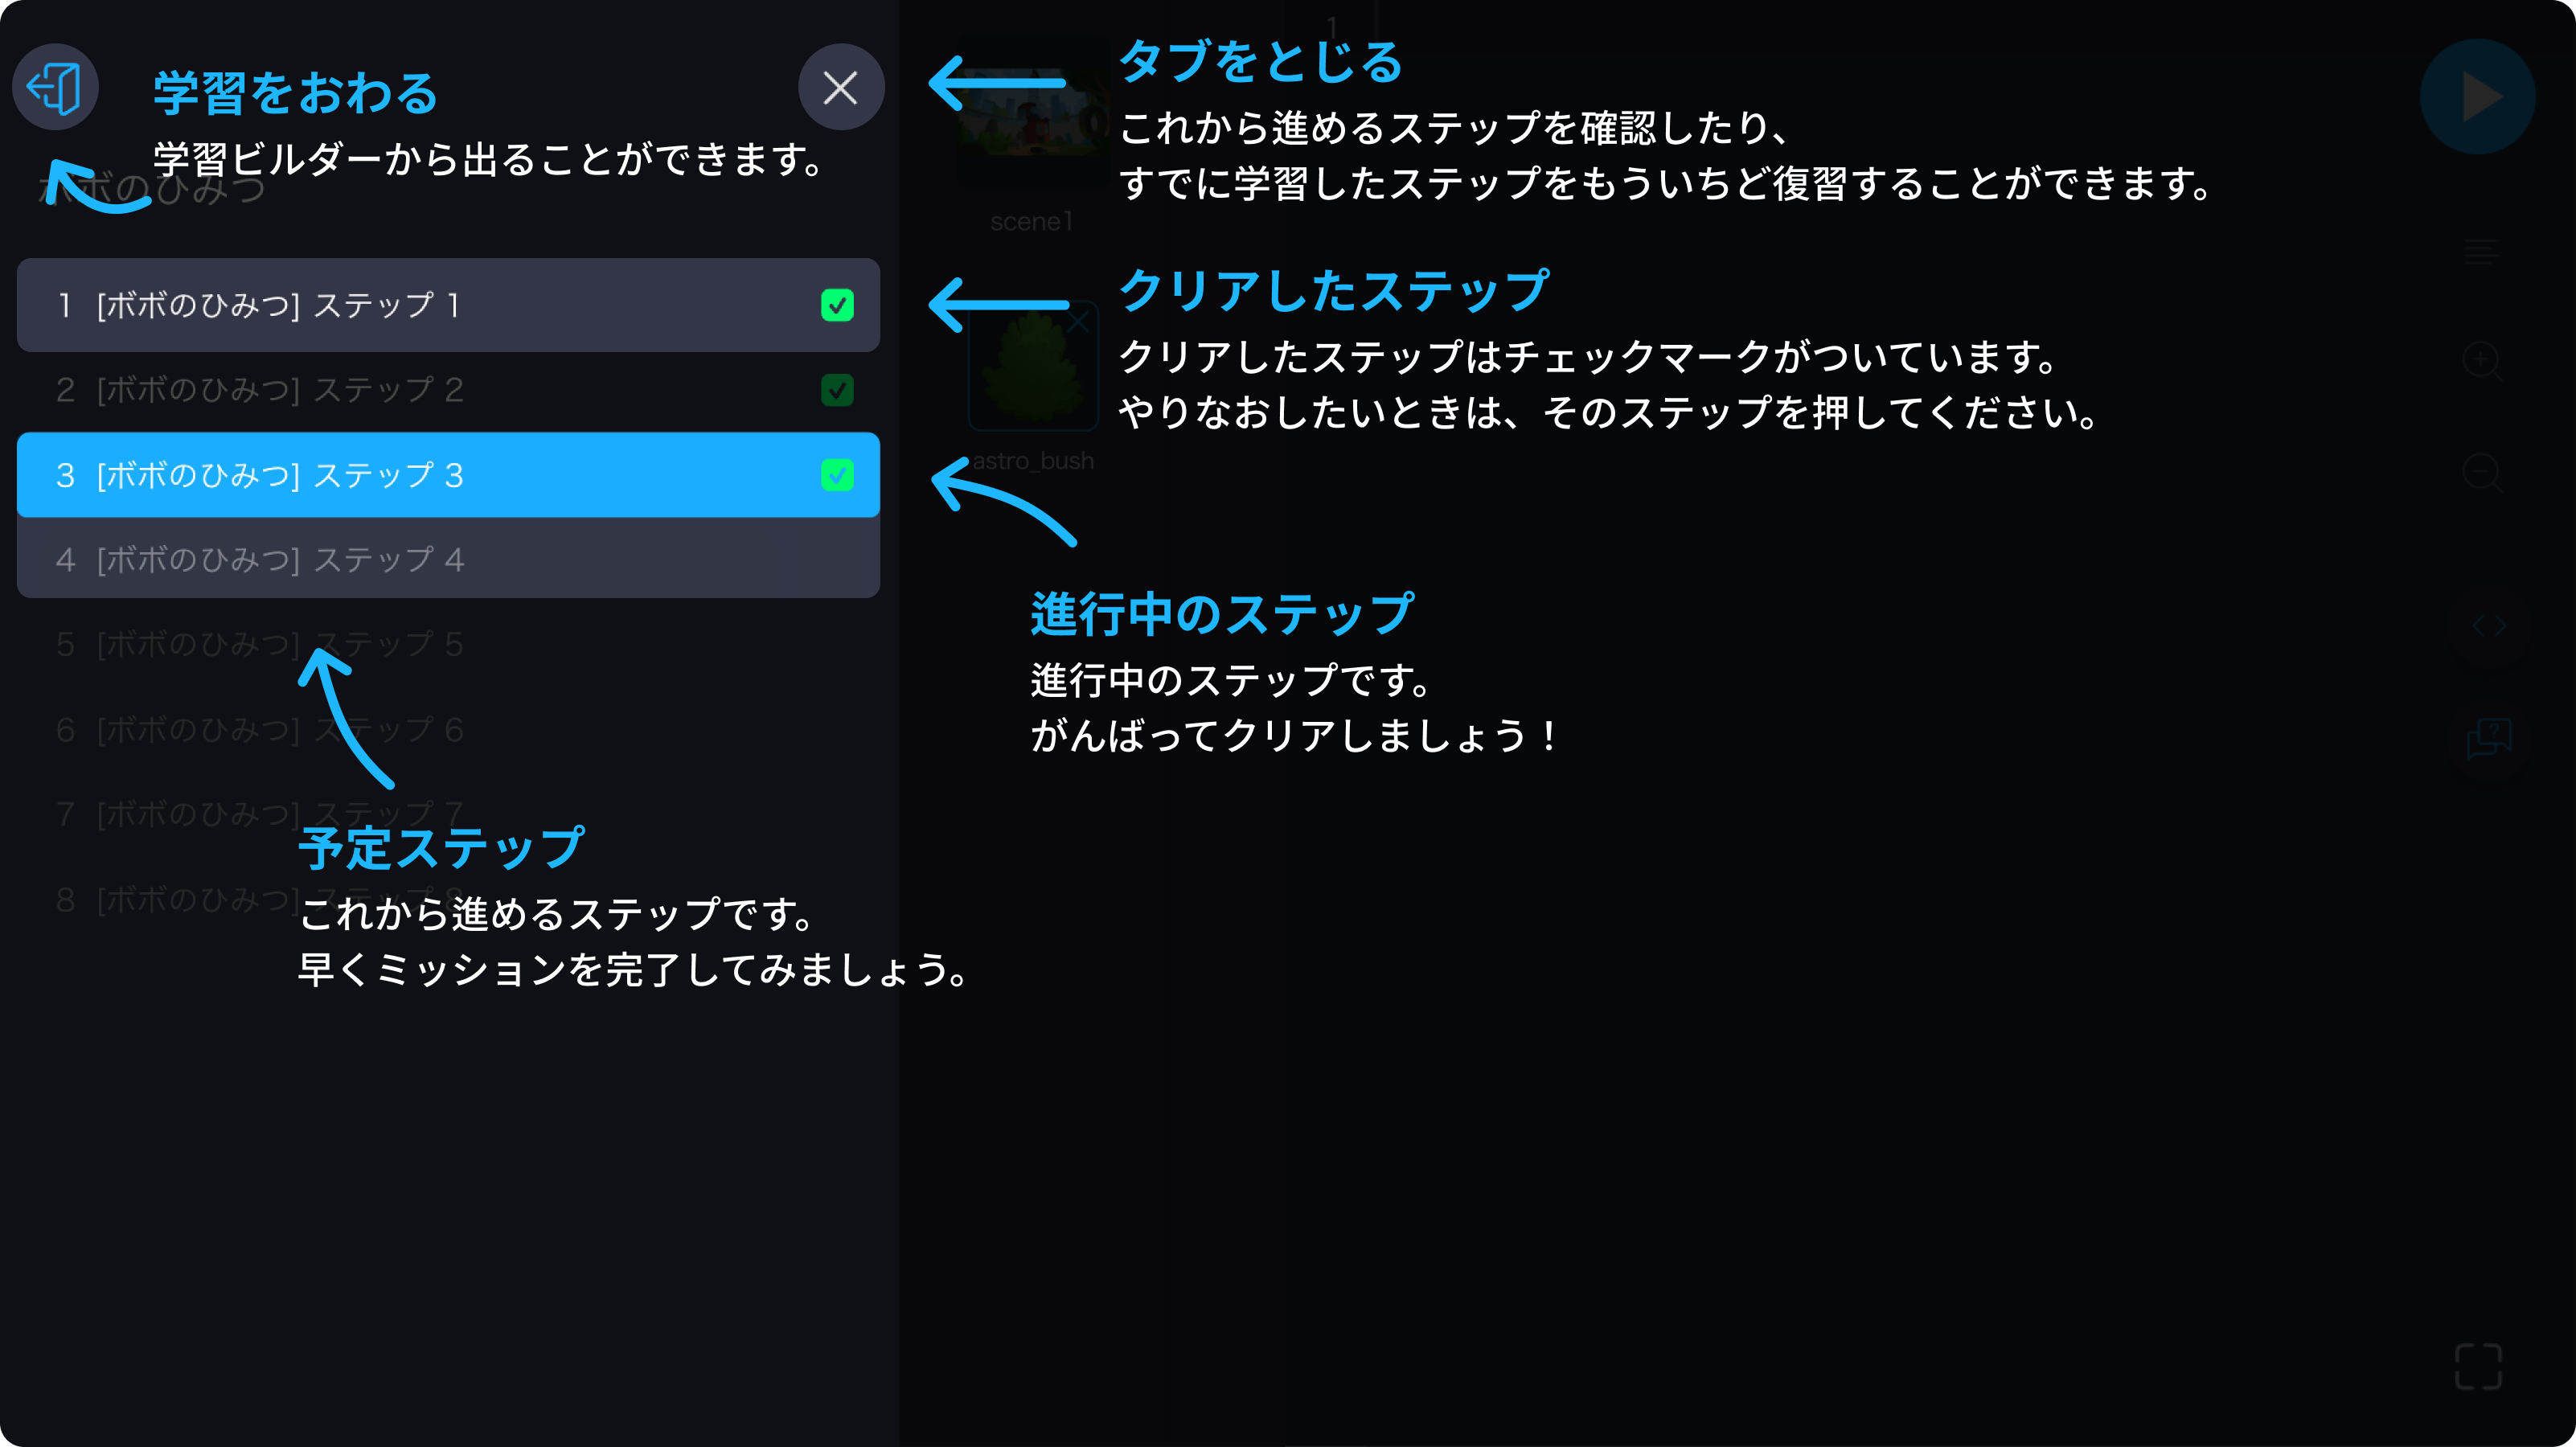 学習をおわる
学習ビルダーから出ることができます。
ボボのひみつ
1 [ボボのひみつ] ステップ 1
2 [ボボのひみつ] ステップ 2
3 [ボボのひみつ] ステップ 3
4 [ボボのひみつ] ステップ 4
5 [ボボのひみつ] ステップ 5
6 [ボボのひみつ] ステップ 6
7 [ボボのひみつ] ステップ 7
8 [ボボのひみつ] ステップ 8
予定ステップ
これから進めるステップです。
早くミッションを完了してみましょう。
1
タブをとじる
これから進めるステップを確認したり、
すでに学習したステップをもういちど復習することができます。
scene1
クリアしたステップ
クリアしたステップはチェックマークがついています。
やりなおしたいときは、そのステップを押してください。
astro_bush
進行中のステップ
進行中のステップです。
がんばってクリアしましょう！